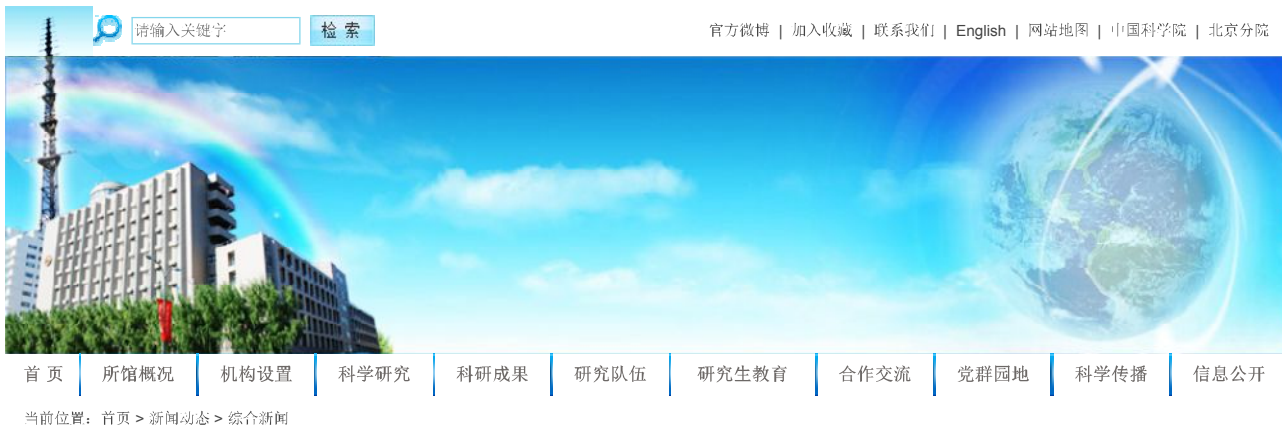 请输入关键字 检 索 官方微博 | 加入收藏 | 联系我们 | English | 网站地图 | 中国科学院 | 北京分院
首 页 所馆概况 机构设置 科学研究 科研成果 研究队伍 研究生教育 合作交流 党群园地 科学传播 信息公开
当前位置：首页 > 新闻动态 > 综合新闻